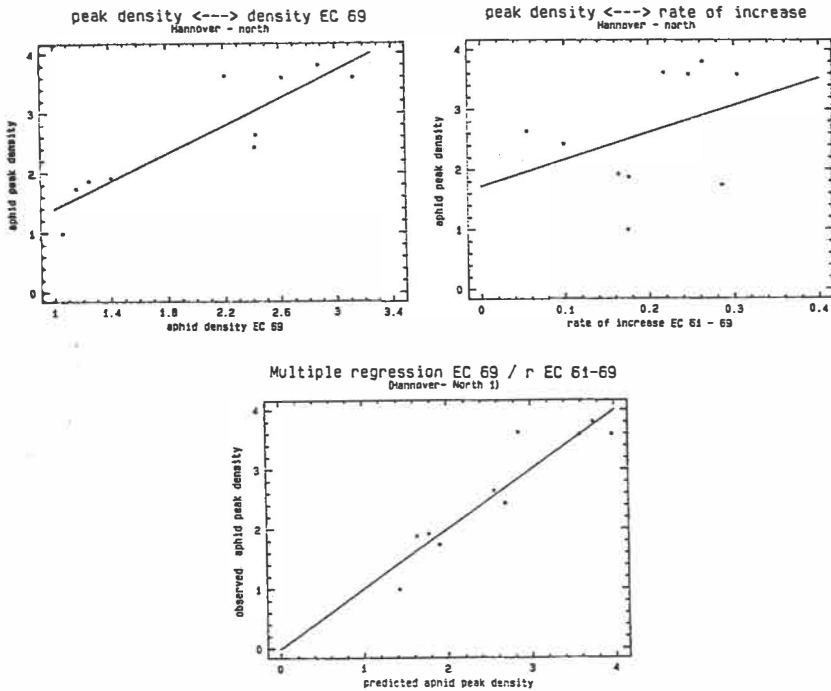 peak density <---> density EC 69
Hannover - north
4
3
2
1
0
aphid peak density
1 1.4 1.8 2.2 2.6 3 3.4
aphid density EC 69
peak density <---> rate of increase
Hannover - north
4
3
2
1
0
aphid peak density
0 0.1 0.2 0.3 0.4
rate of increase EC 61 - 69
Multiple regression EC 69 / r EC 61-69
(Hannover- North 1)
4
3
2
1
0
observed aphid peak density
0 1 2 3 4
predicted aphid peak density